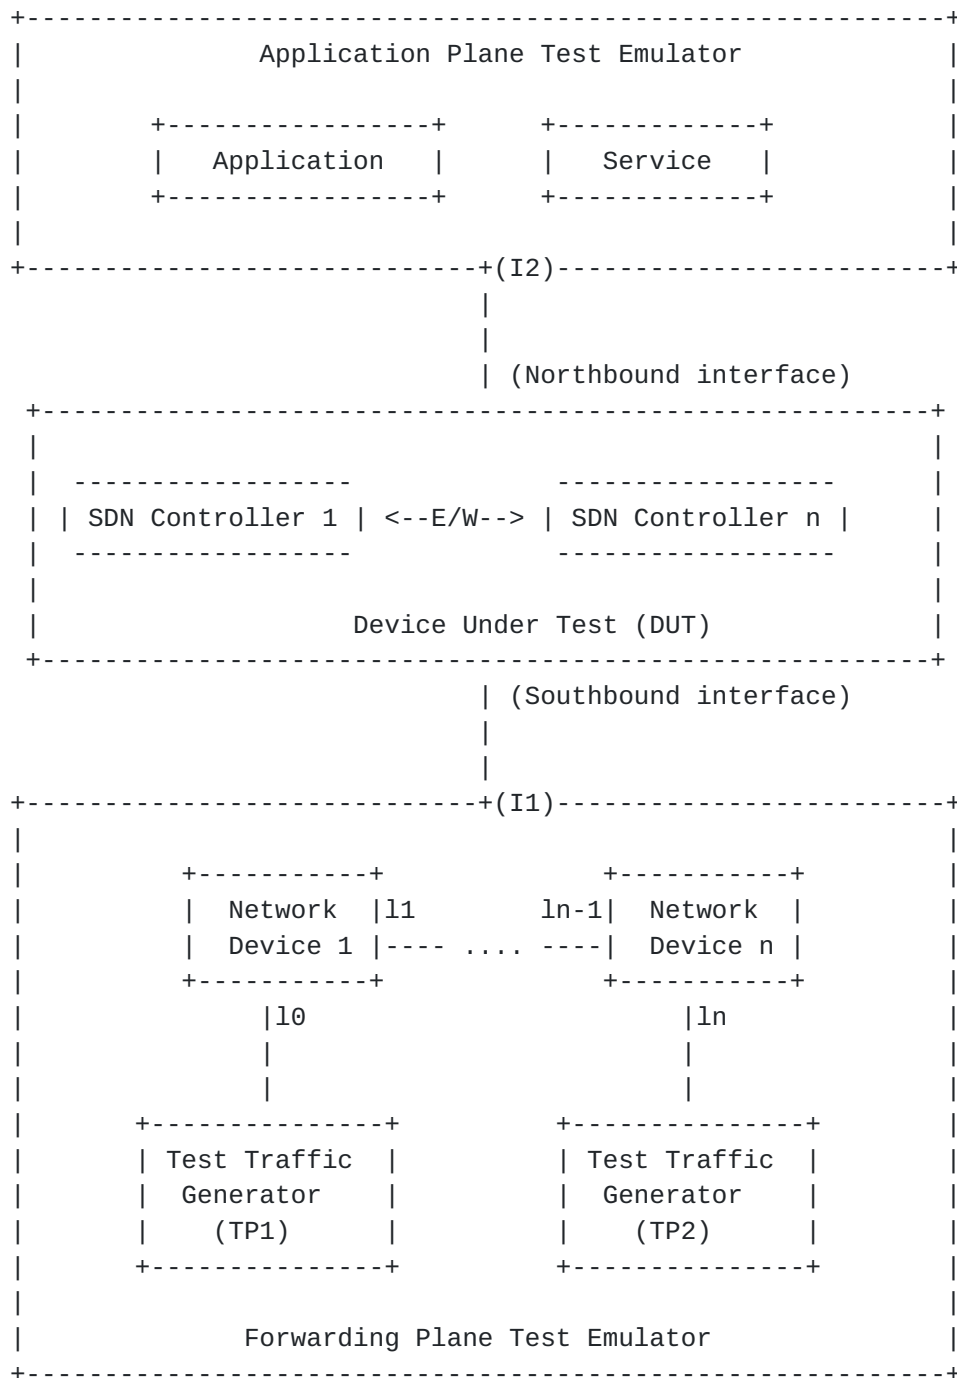 +-----------------------------------------------------------+
|               Application Plane Test Emulator             |
|                                                           |
|        +-----------------+      +-------------+           |
|        |   Application   |      |   Service   |           |
|        +-----------------+      +-------------+           |
|                                                           |
+-----------------------------+(I2)-------------------------+
                              |
                              |
                              | (Northbound interface)
 +---------------------------------------------------------+
 |                                                         |
 |  ------------------             ------------------      |
 | | SDN Controller 1 | <--E/W--> | SDN Controller n |     |
 |  ------------------             ------------------      |
 |                                                         |
 |                    Device Under Test (DUT)              |
 +---------------------------------------------------------+
                              | (Southbound interface)
                              |
                              |
+-----------------------------+(I1)-------------------------+
|                                                           |
|          +-----------+              +-----------+         |
|          |  Network  |l1        ln-1|  Network  |         |
|          |  Device 1 |---- .... ----|  Device n |         |
|          +-----------+              +-----------+         |
|               |l0                        |ln              |
|               |                          |                |
|               |                          |                |
|       +---------------+          +---------------+        |
|       | Test Traffic  |          | Test Traffic  |        |
|       |  Generator    |          |  Generator    |        |
|       |    (TP1)      |          |    (TP2)      |        |
|       +---------------+          +---------------+        |
|                                                           |
|              Forwarding Plane Test Emulator               |
+-----------------------------------------------------------+